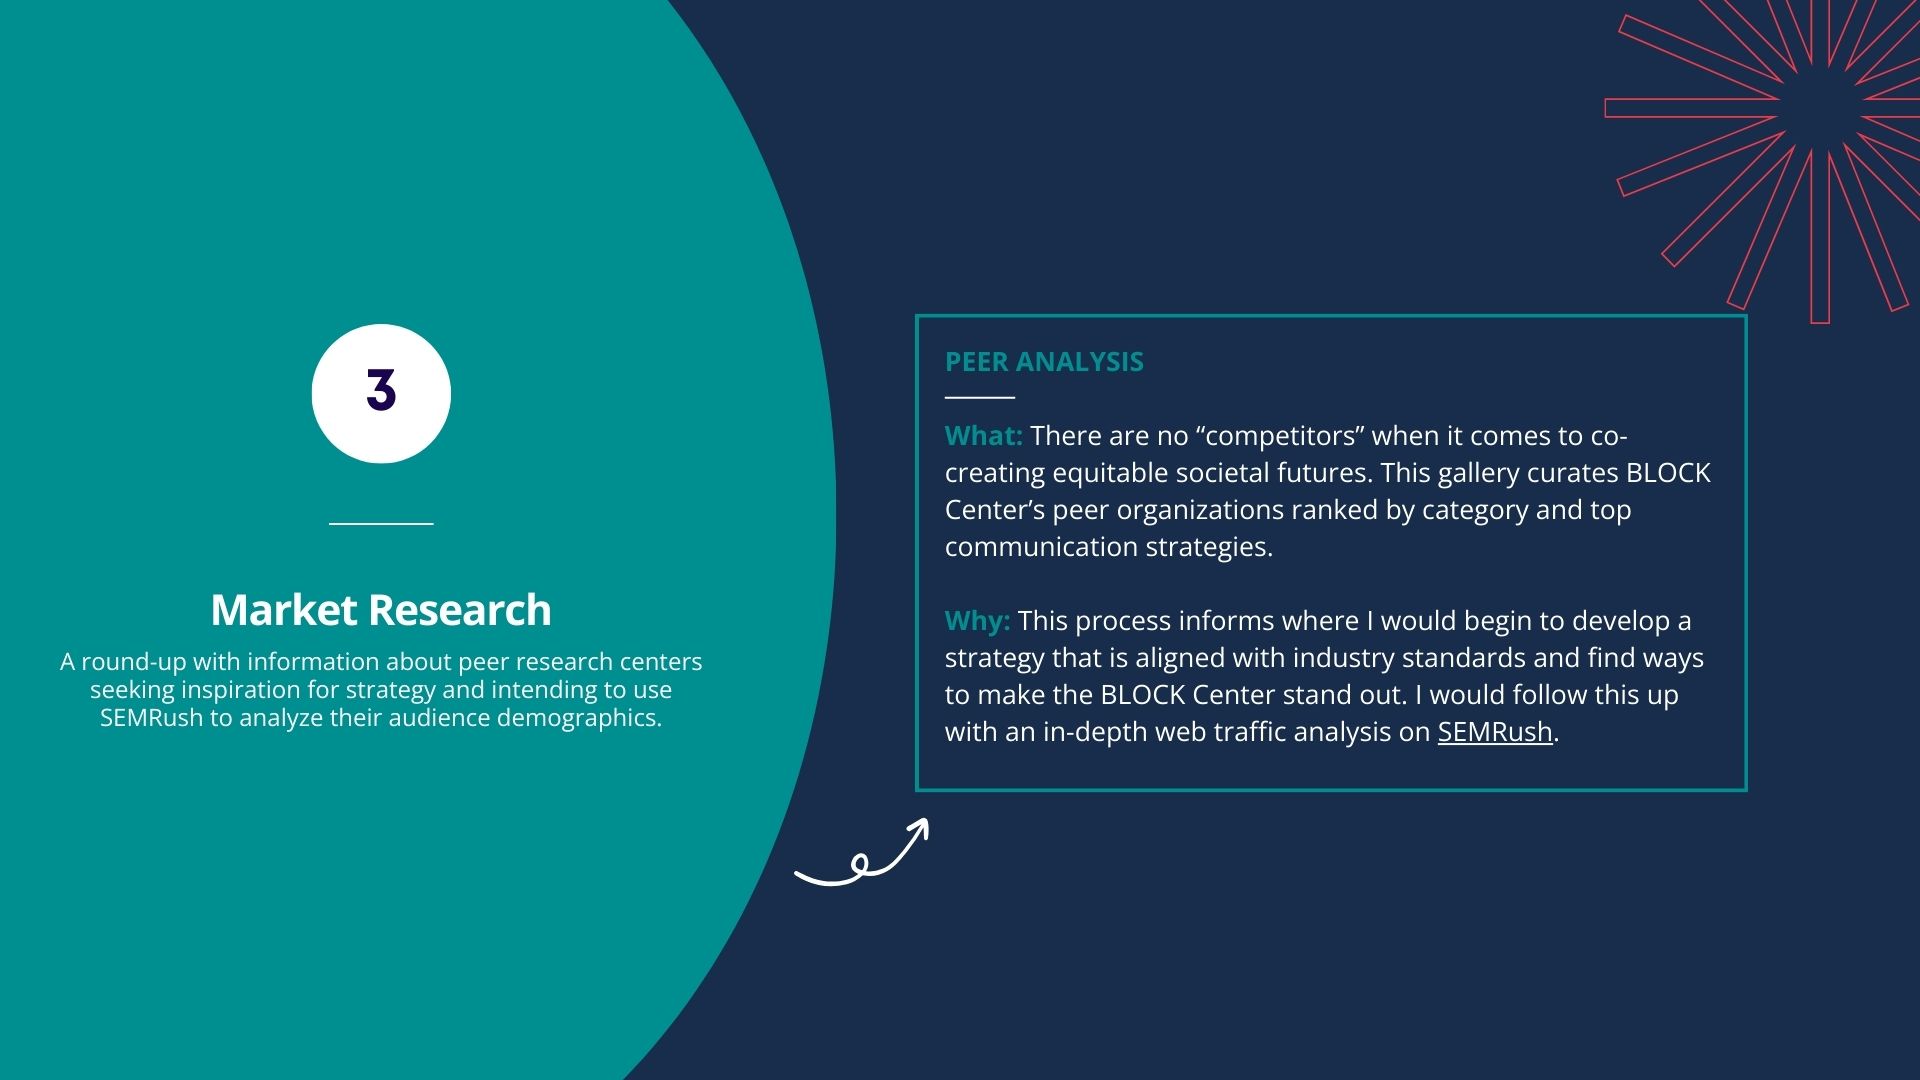 3
Market Research
A round-up with information about peer research centers
seeking inspiration for strategy and intending to use
SEMRush to analyze their audience demographics.
PEER ANALYSIS
What: There are no “competitors” when it comes to co-
creating equitable societal futures. This gallery curates BLOCK
Center’s peer organizations ranked by category and top
communication strategies.
Why: This process informs where I would begin to develop a
strategy that is aligned with industry standards and find ways
to make the BLOCK Center stand out. I would follow this up
with an in-depth web traffic analysis on SEMRush.